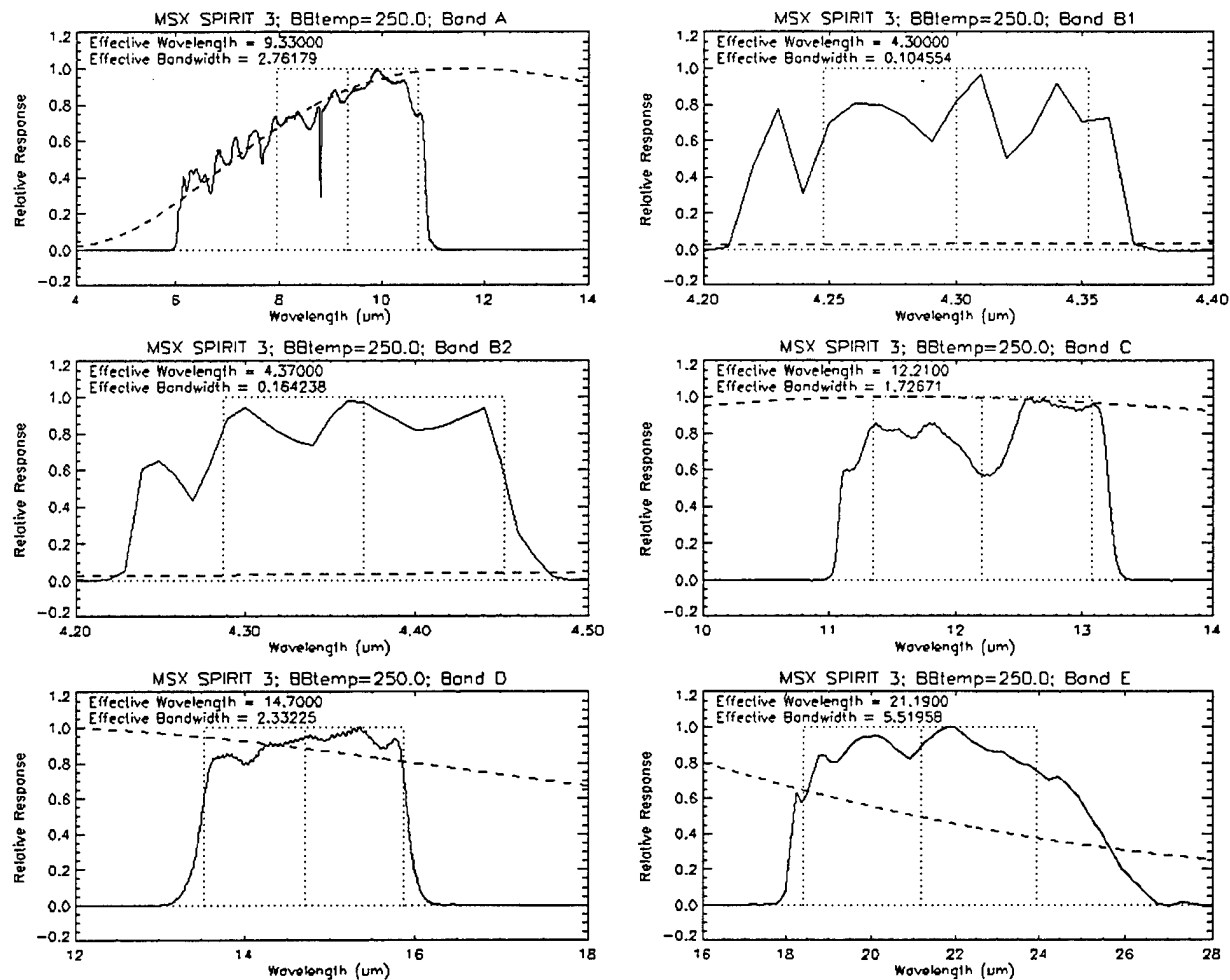 MSX SPIRIT 3; BBtemp=250.0; Band A
Effective Wavelength = 9.33000
Effective Bandwidth = 2.76179
Relative Response
1.2
1.0
0.8
0.6
0.4
0.2
0.0
−0.2
4 6 8 10 12 14
Wavelength (um)
MSX SPIRIT 3; BBtemp=250.0; Band B1
Effective Wavelength = 4.30000
Effective Bandwidth = 0.104554
Relative Response
1.2
1.0
0.8
0.6
0.4
0.2
0.0
−0.2
4.20 4.25 4.30 4.35 4.40
Wavelength (um)
MSX SPIRIT 3; BBtemp=250.0; Band B2
Effective Wavelength = 4.37000
Effective Bandwidth = 0.164238
Relative Response
1.2
1.0
0.8
0.6
0.4
0.2
0.0
−0.2
4.20 4.30 4.40 4.50
Wavelength (um)
MSX SPIRIT 3; BBtemp=250.0; Band C
Effective Wavelength = 12.2100
Effective Bandwidth = 1.72671
Relative Response
1.2
1.0
0.8
0.6
0.4
0.2
0.0
−0.2
10 11 12 13 14
Wavelength (um)
MSX SPIRIT 3; BBtemp=250.0; Band D
Effective Wavelength = 14.7000
Effective Bandwidth = 2.33225
Relative Response
1.2
1.0
0.8
0.6
0.4
0.2
0.0
−0.2
12 14 16 18
Wavelength (um)
MSX SPIRIT 3; BBtemp=250.0; Band E
Effective Wavelength = 21.1900
Effective Bandwidth = 5.51958
Relative Response
1.2
1.0
0.8
0.6
0.4
0.2
0.0
−0.2
16 18 20 22 24 26 28
Wavelength (um)